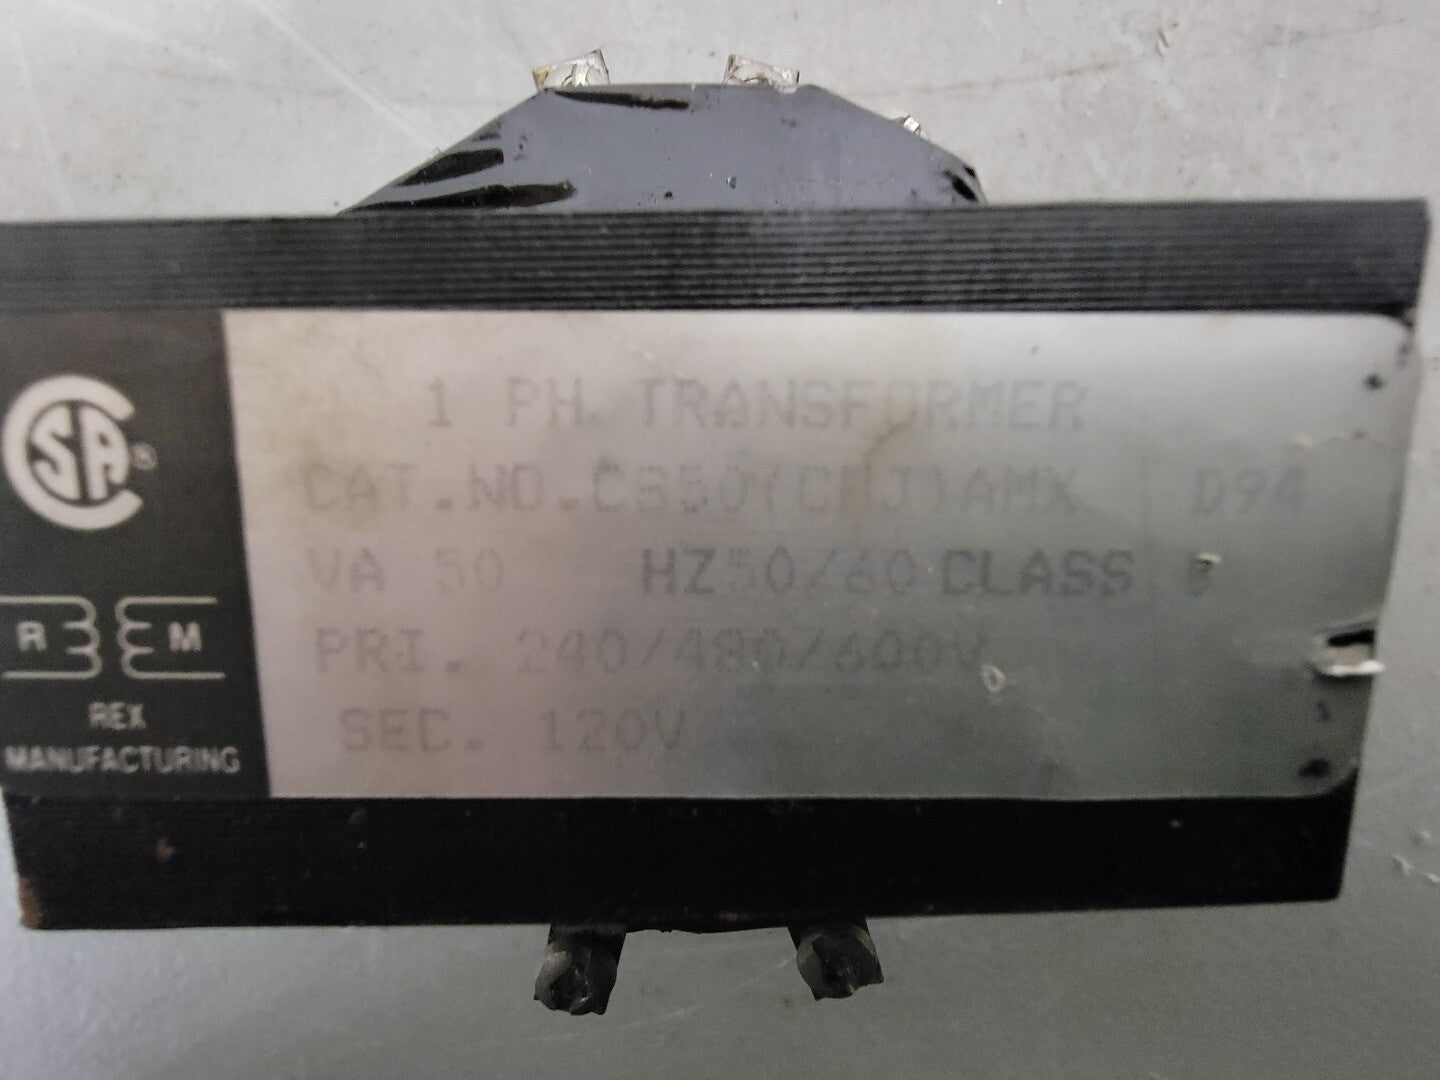 CSA
®
R M
REX
MANUFACTURING
1 PH. TRANSFORMER
CAT.NO. D94
VA 50 HZ50/60 CLASS
PRI. 240/480/600V
SEC. 120V